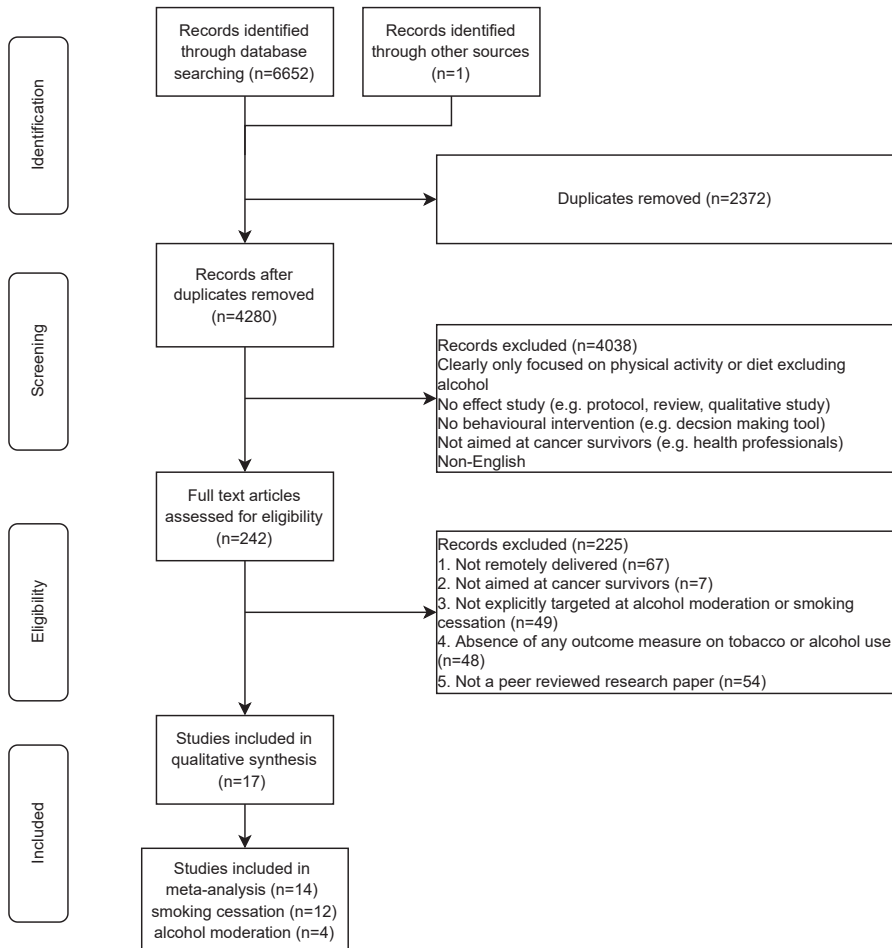 Identification
Records identified
through database
searching (n=6652)
Records identified
through other sources
(n=1)
Duplicates removed (n=2372)
Screening
Records after
duplicates removed
(n=4280)
Records excluded (n=4038)
Clearly only focused on physical activity or diet excluding
alcohol
No effect study (e.g. protocol, review, qualitative study)
No behavioural intervention (e.g. decsion making tool)
Not aimed at cancer survivors (e.g. health professionals)
Non-English
Eligibility
Full text articles
assessed for eligibility
(n=242)
Records excluded (n=225)
1. Not remotely delivered (n=67)
2. Not aimed at cancer survivors (n=7)
3. Not explicitly targeted at alcohol moderation or smoking
cessation (n=49)
4. Absence of any outcome measure on tobacco or alcohol use
(n=48)
5. Not a peer reviewed research paper (n=54)
Included
Studies included in
qualitative synthesis
(n=17)
Studies included in
meta-analysis (n=14)
smoking cessation (n=12)
alcohol moderation (n=4)